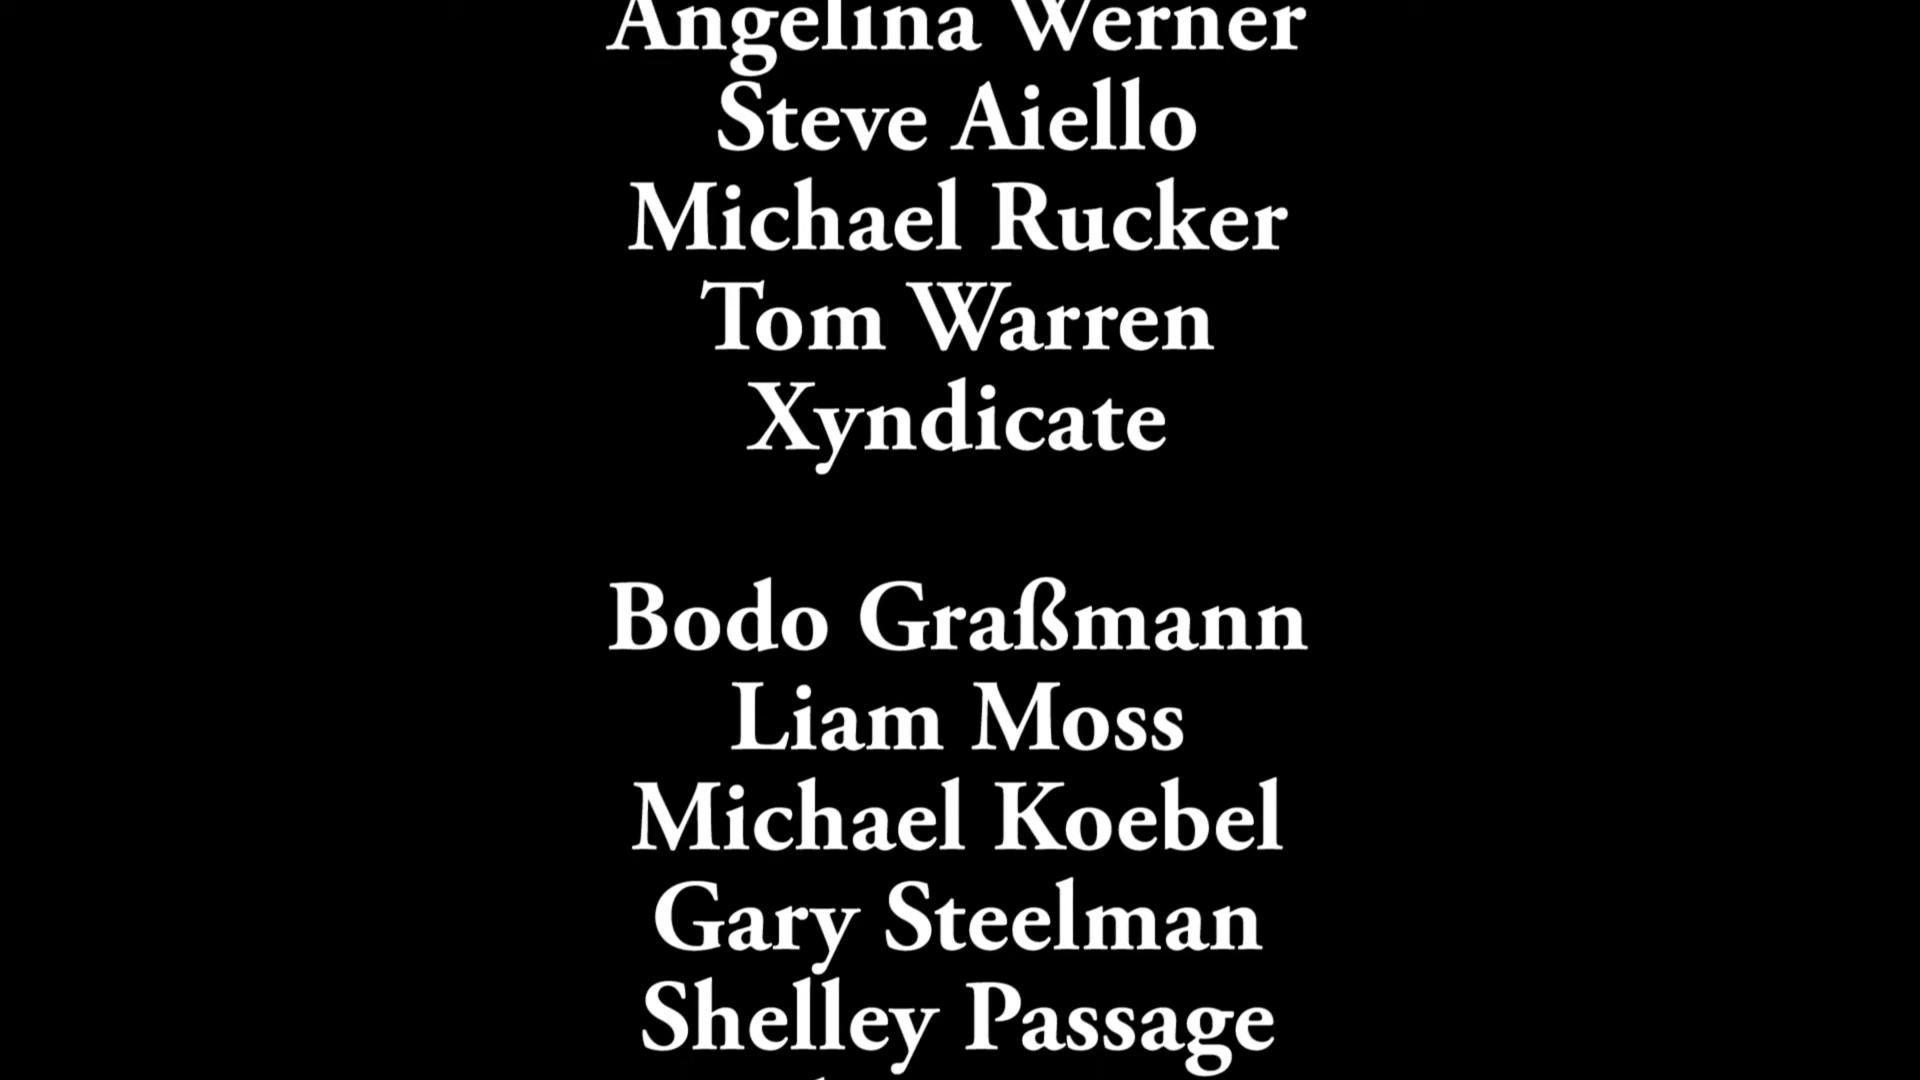 Angelina Werner
Steve Aiello
Michael Rucker
Tom Warren
Xyndicate
Bodo Graßmann
Liam Moss
Michael Koebel
Gary Steelman
Shelley Passage